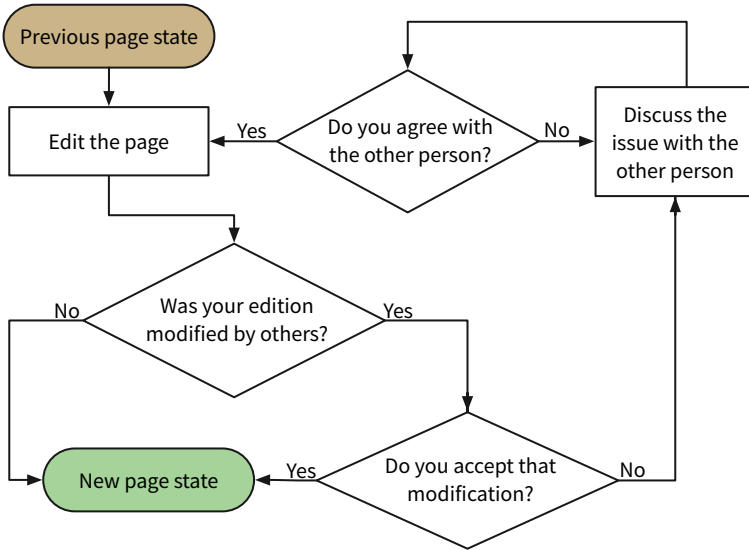 Previous page state
Edit the page
Yes
Do you agree with
the other person?
No
Discuss the
issue with the
other person
No
Was your edition
modified by others?
Yes
New page state
Yes
Do you accept that
modification?
No